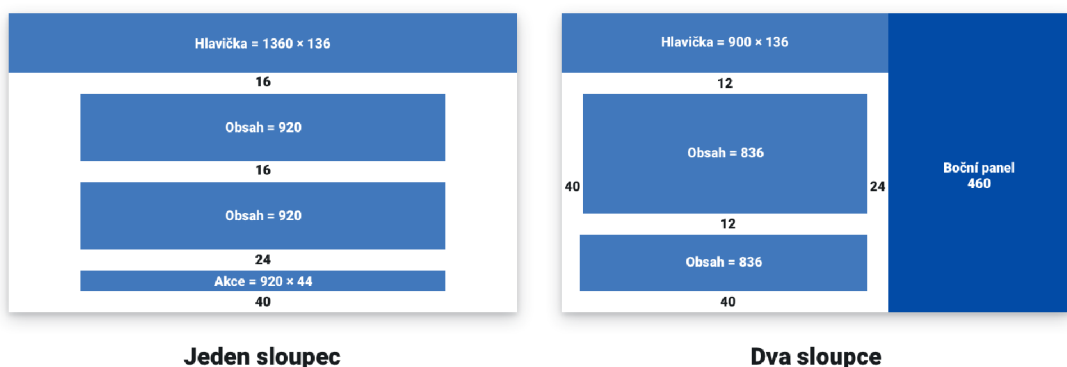 Hlavička = 1360 × 136
16
Obsah = 920
16
Obsah = 920
24
Akce = 920 × 44
40
Jeden sloupec
Hlavička = 900 × 136
12
Obsah = 836
40
24
12
Obsah = 836
40
Boční panel
460
Dva sloupce